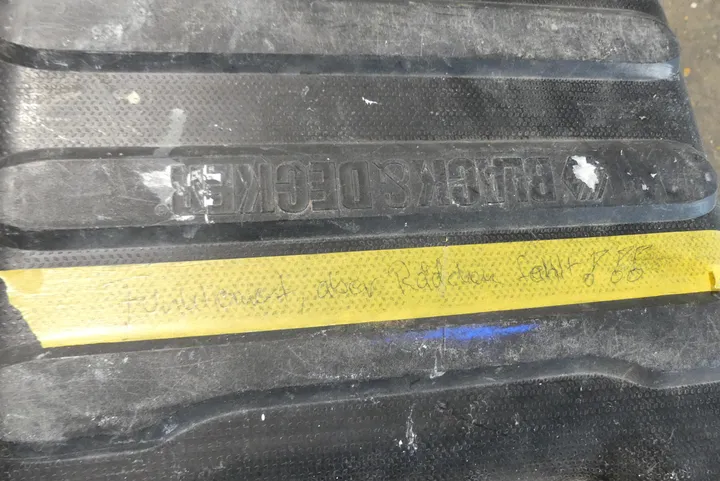 BLACK&DECKER
funktioniert, aber Rädchen fehlt !!!